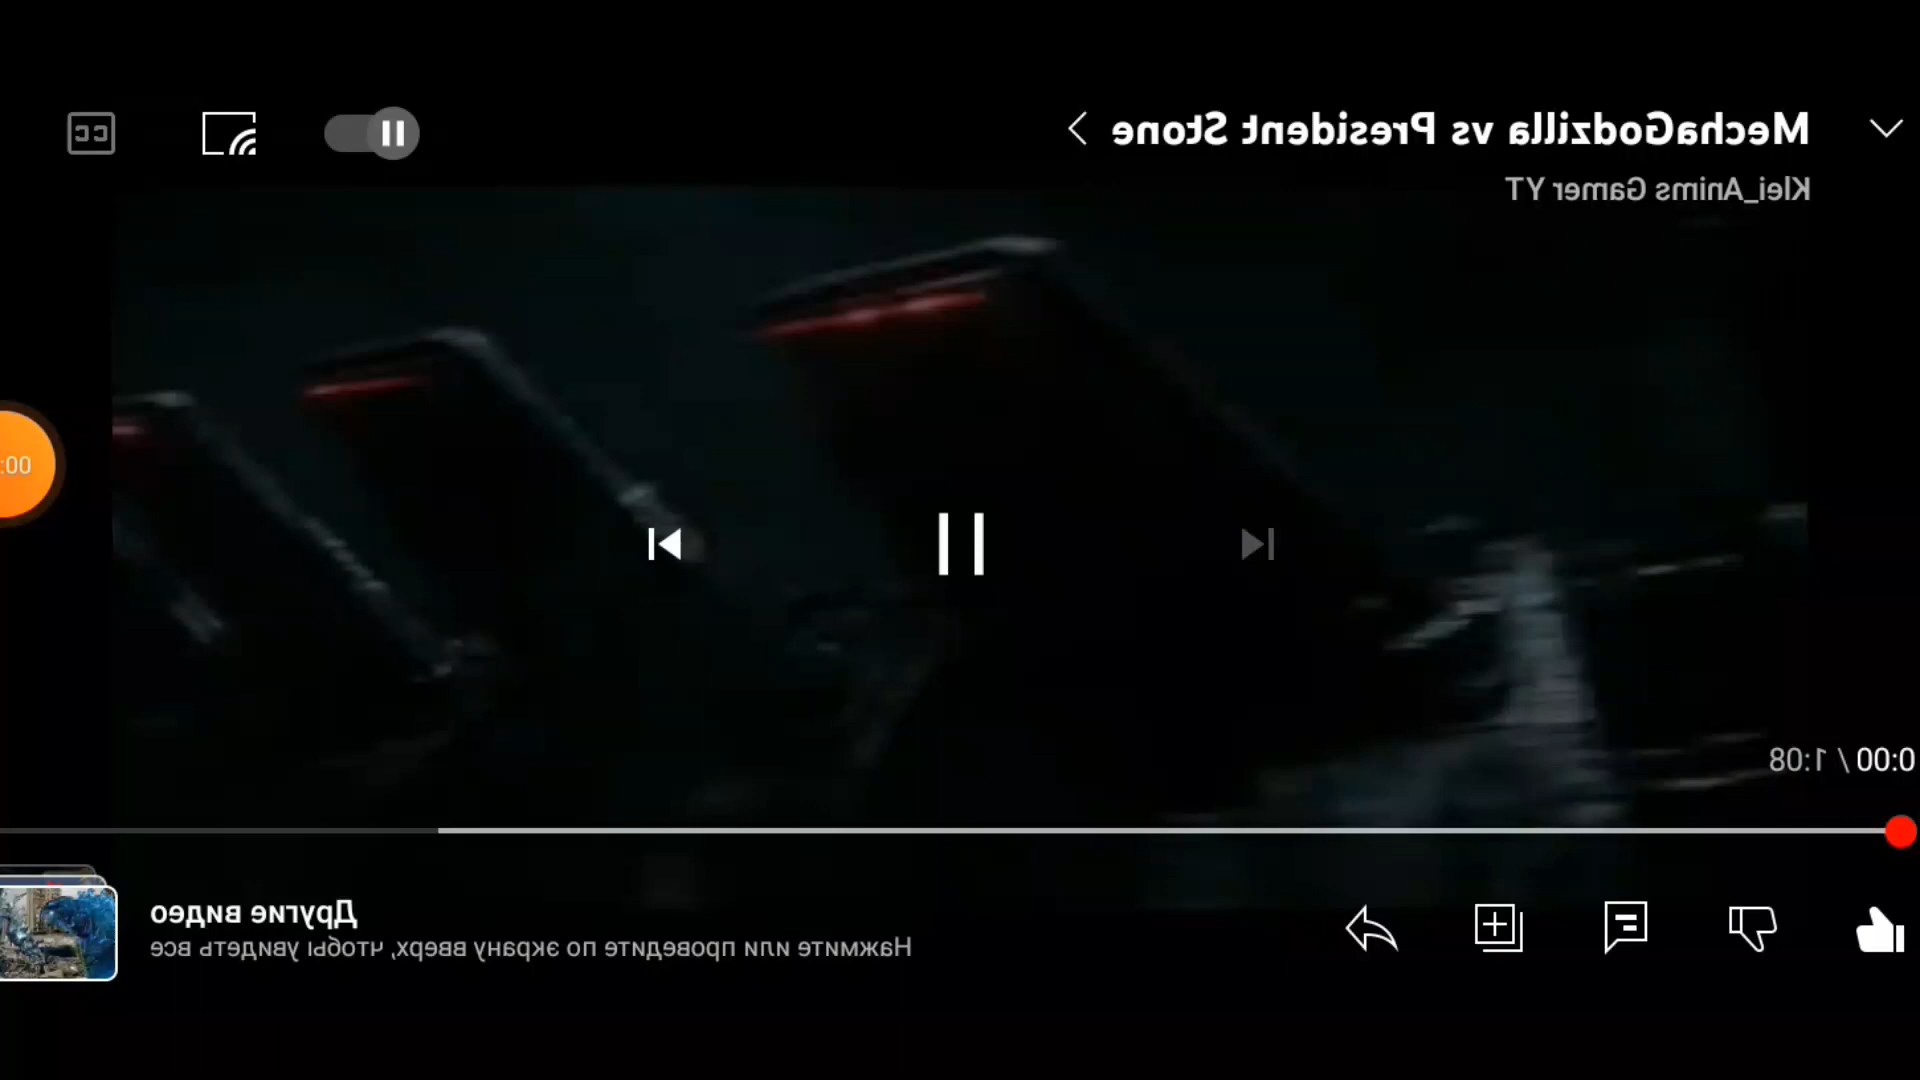 MechaGodzilla vs President Stone
Klei_Anims Gamer YT
CC
:00
0:00 / 1:08
Другие видео
Нажмите или проведите по экрану вверх, чтобы увидеть все